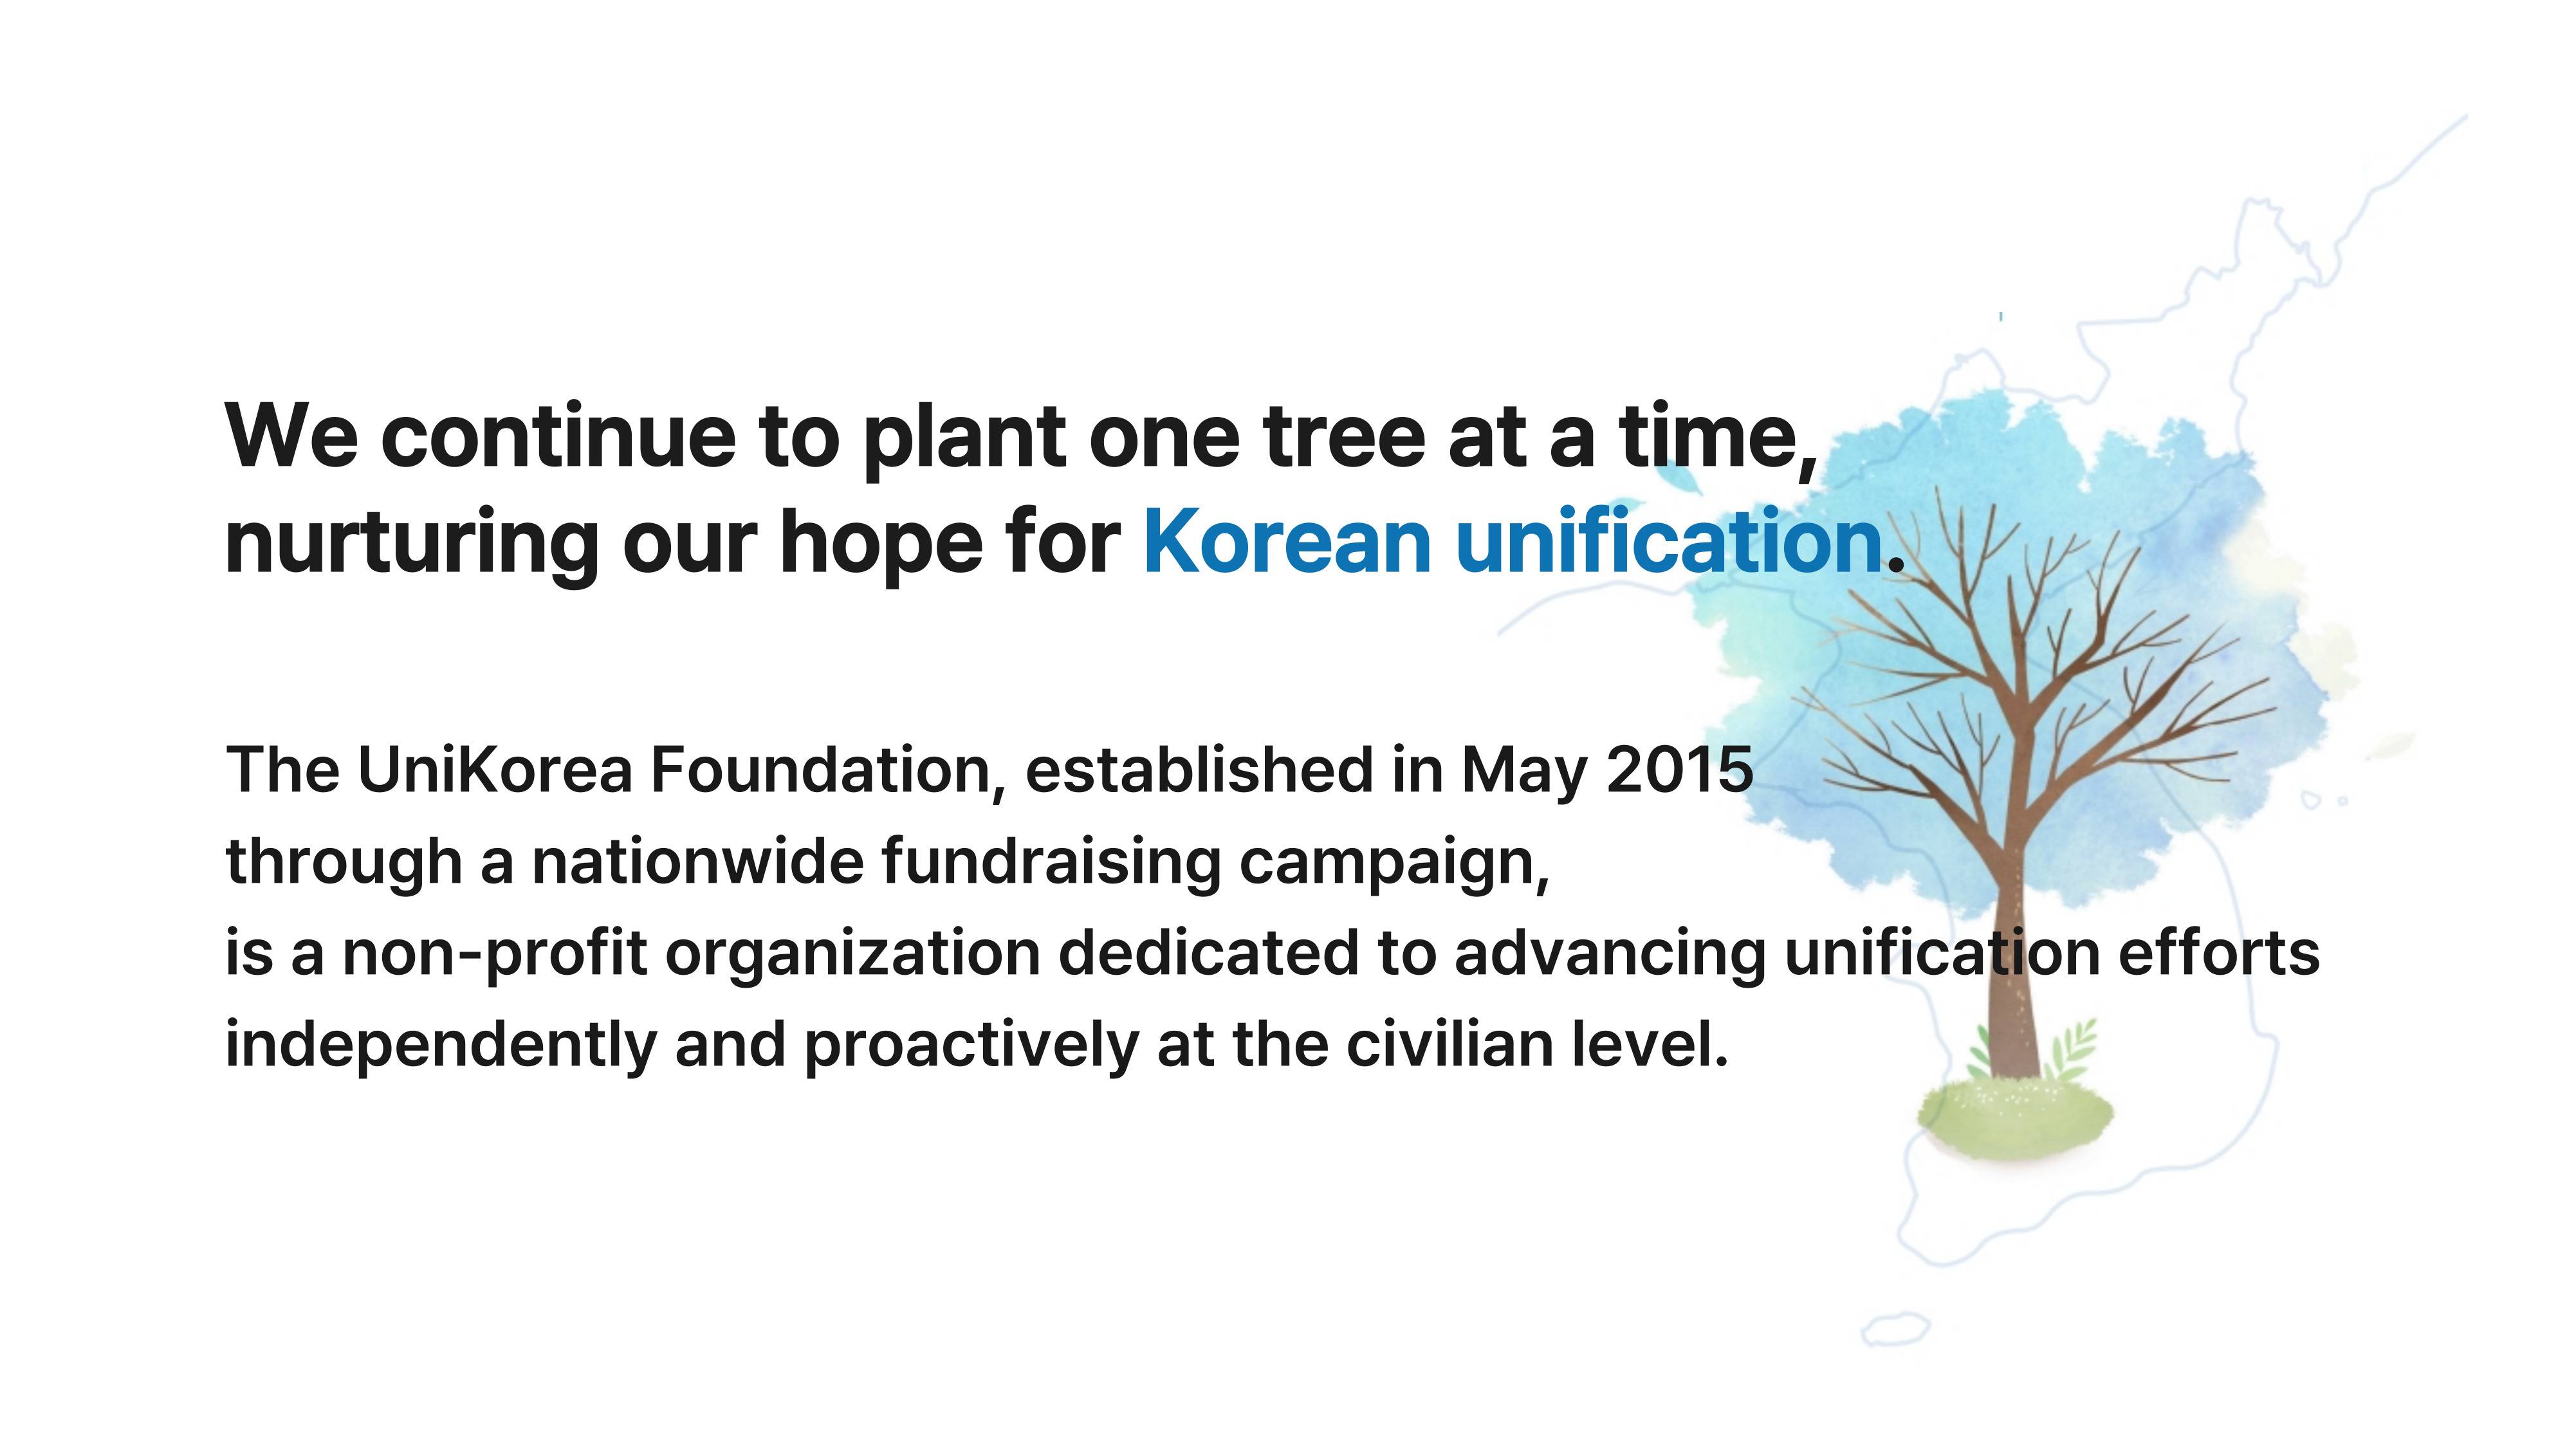 We continue to plant one tree at a time,
nurturing our hope for Korean unification.
The UniKorea Foundation, established in May 2015
through a nationwide fundraising campaign,
is a non-profit organization dedicated to advancing unification efforts
independently and proactively at the civilian level.